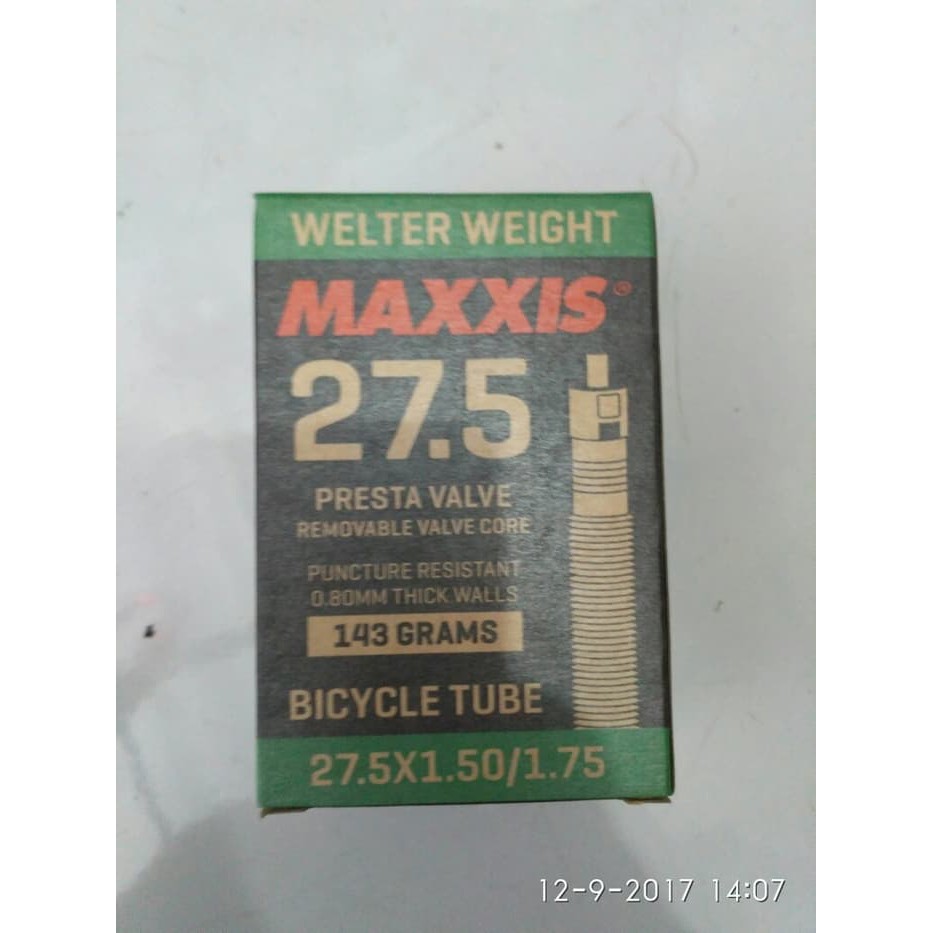 WELTER WEIGHT
MAXXIS®
27.5
PRESTA VALVE
REMOVABLE VALVE CORE
PUNCTURE RESISTANT
0.80MM THICK WALLS
143 GRAMS
BICYCLE TUBE
27.5X1.50/1.75
12-9-2017 14:07